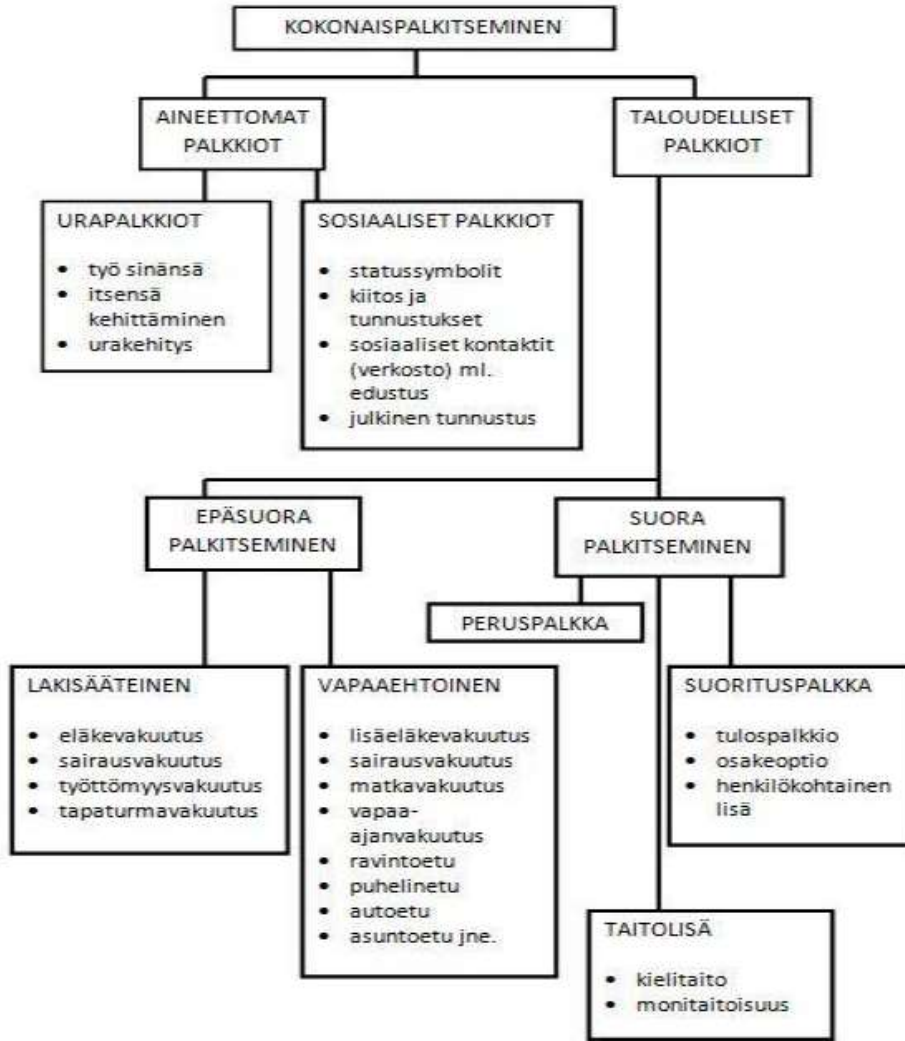 KOKONAISPALKITSEMINEN
AINEETTOMAT
PALKKIOT
TALOUDELLISET
PALKKIOT
URAPALKKIOT
• työ sinänsä
• itsensä
kehittäminen
• urakehitys
SOSIAALISET PALKKIOT
• statussymbolit
• kiitos ja
tunnustukset
• sosiaaliset kontaktit
(verkosto) ml.
edustus
• julkinen tunnustus
EPÄSUORA
PALKITSEMINEN
SUORA
PALKITSEMINEN
PERUSPALKKA
LAKISÄÄTEINEN
• eläkevakuutus
• sairausvakuutus
• työttömyysvakuutus
• tapaturmavakuutus
VAPAAEHTOINEN
• lisäeläkevakuutus
• sairausvakuutus
• matkavakuutus
• vapaa-
ajanvakuutus
• ravintoetu
• puhelinetu
• autoetu
• asuntoetu jne.
SUORITUSPALKKA
• tulospalkkio
• osakeoptio
• henkilökohtainen
lisä
TAITOLISÄ
• kielitaito
• monitaitoisuus